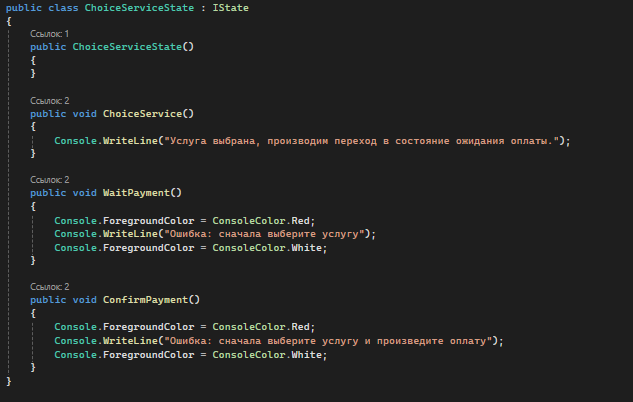 public class ChoiceServiceState : IState
{
Ссылок: 1
public ChoiceServiceState()
{
}
Ссылок: 2
public void ChoiceService()
{
Console.WriteLine("Услуга выбрана, производим переход в состояние ожидания оплаты.");
}
Ссылок: 2
public void WaitPayment()
{
Console.ForegroundColor = ConsoleColor.Red;
Console.WriteLine("Ошибка: сначала выберите услугу");
Console.ForegroundColor = ConsoleColor.White;
}
Ссылок: 2
public void ConfirmPayment()
{
Console.ForegroundColor = ConsoleColor.Red;
Console.WriteLine("Ошибка: сначала выберите услугу и произведите оплату");
Console.ForegroundColor = ConsoleColor.White;
}
}